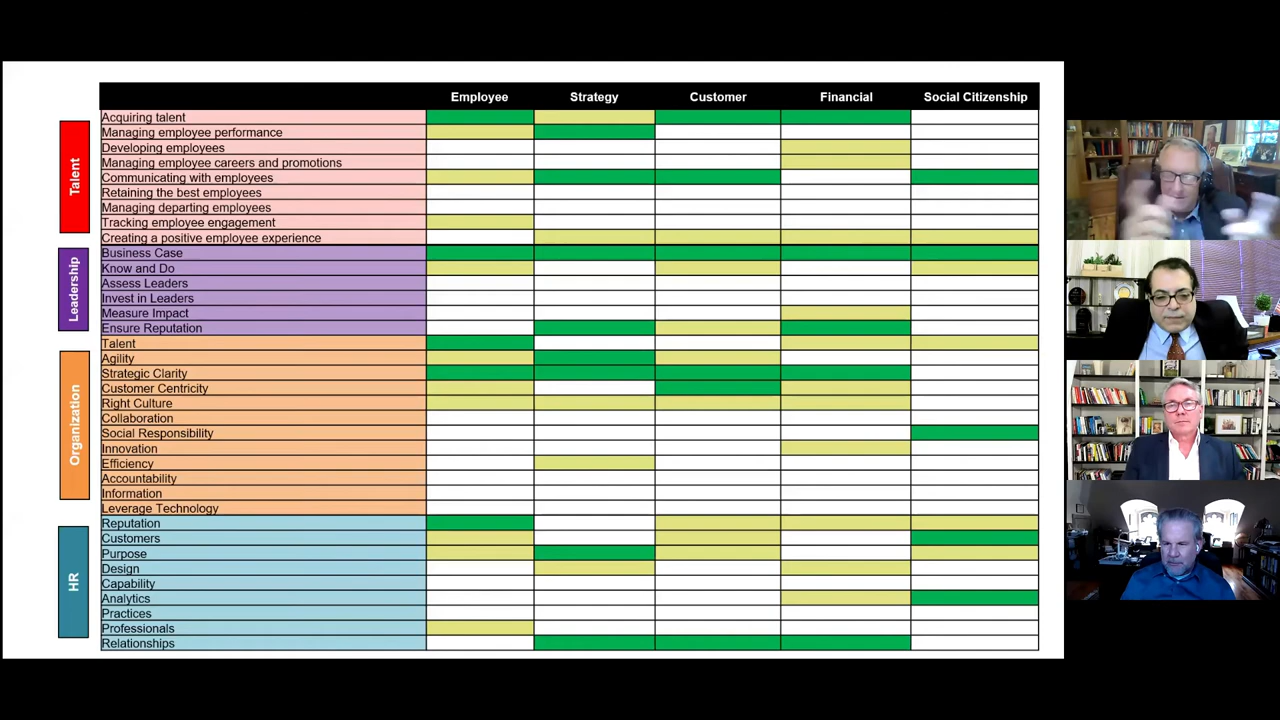 Employee Strategy Customer Financial Social Citizenship
Talent
Acquiring talent
Managing employee performance
Developing employees
Managing employee careers and promotions
Communicating with employees
Retaining the best employees
Managing departing employees
Tracking employee engagement
Creating a positive employee experience
Leadership
Business Case
Know and Do
Assess Leaders
Invest in Leaders
Measure Impact
Ensure Reputation
Organization
Talent
Agility
Strategic Clarity
Customer Centricity
Right Culture
Collaboration
Social Responsibility
Innovation
Efficiency
Accountability
Information
Leverage Technology
HR
Reputation
Customers
Purpose
Design
Capability
Analytics
Practices
Professionals
Relationships